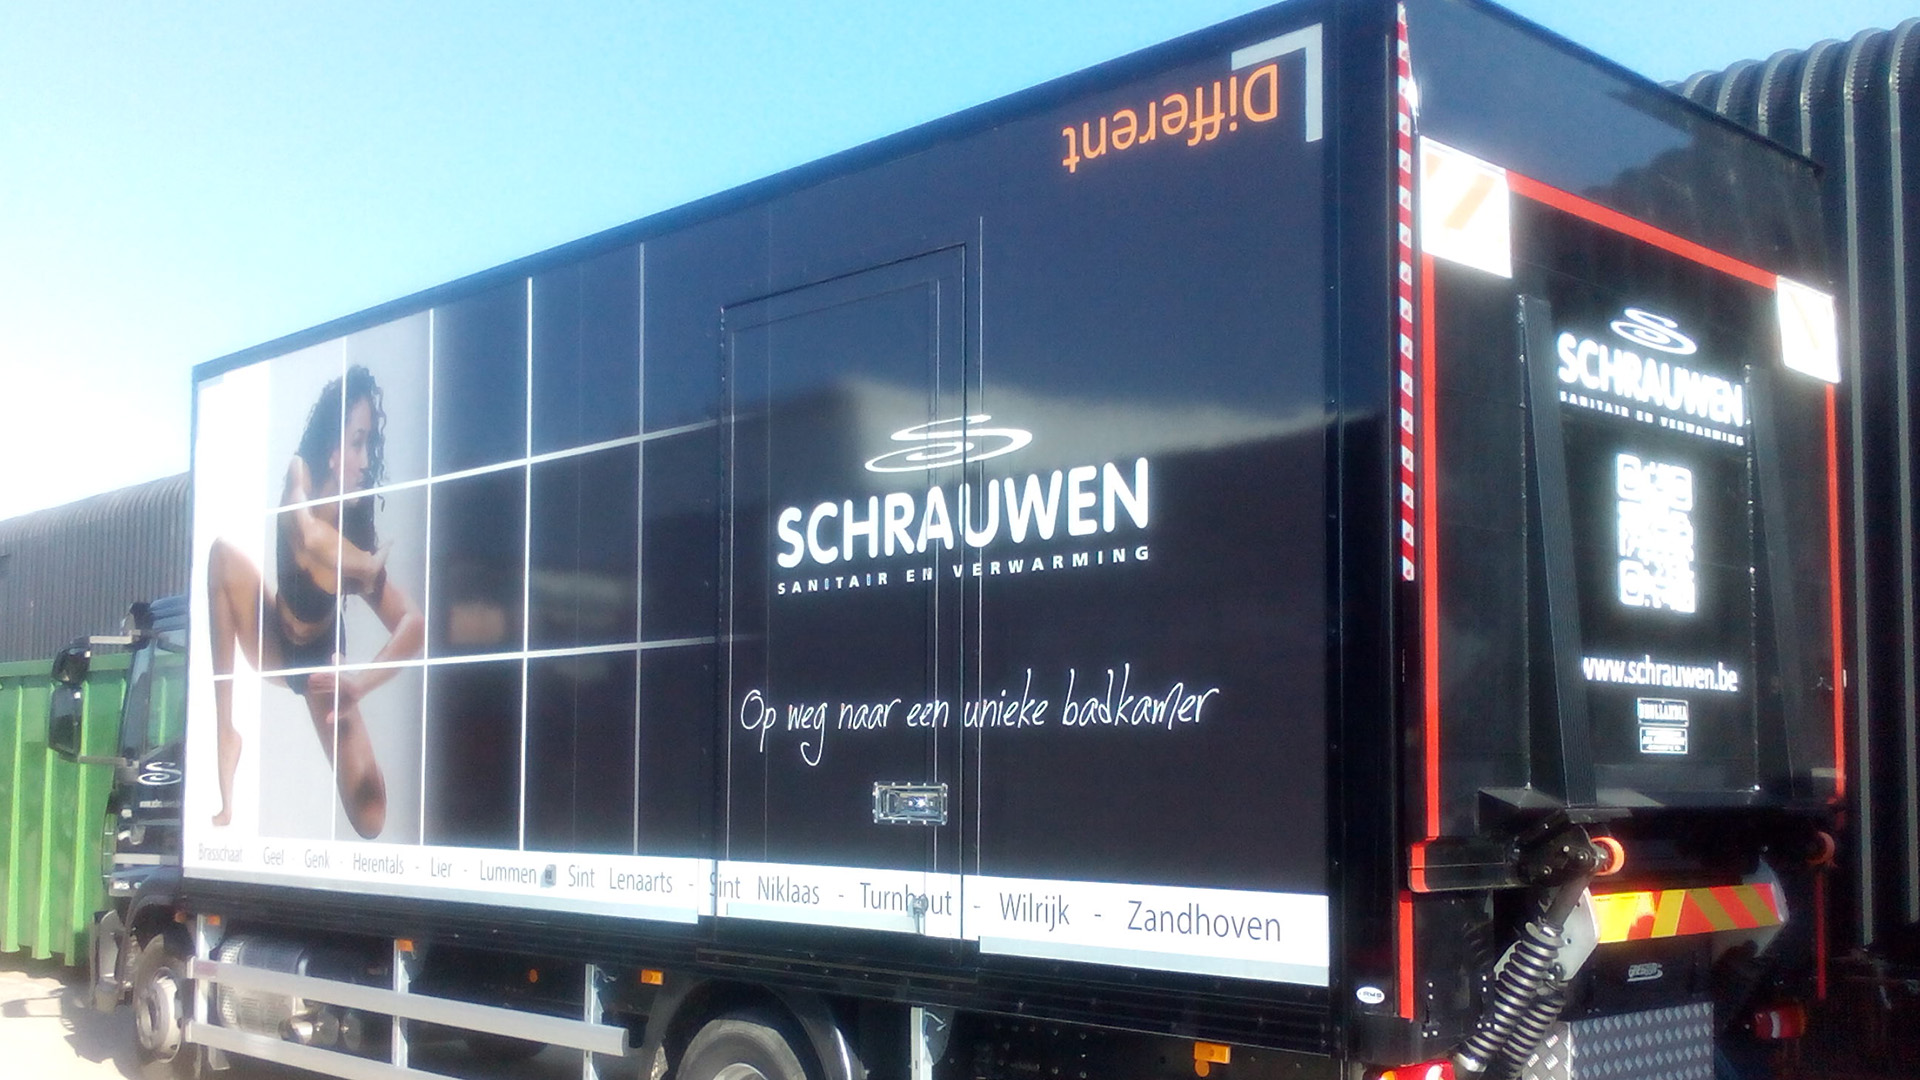 Different
SCHRAUWEN
SANITAIR EN VERWARMING
Op weg naar een unieke badkamer
Brasschaat Geel - Genk - Herentals - Lier - Lummen Sint Lenaarts - Sint Niklaas - Turnhout - Wilrijk - Zandhoven
SCHRAUWEN
SANITAIR EN VERWARMING
www.schrauwen.be